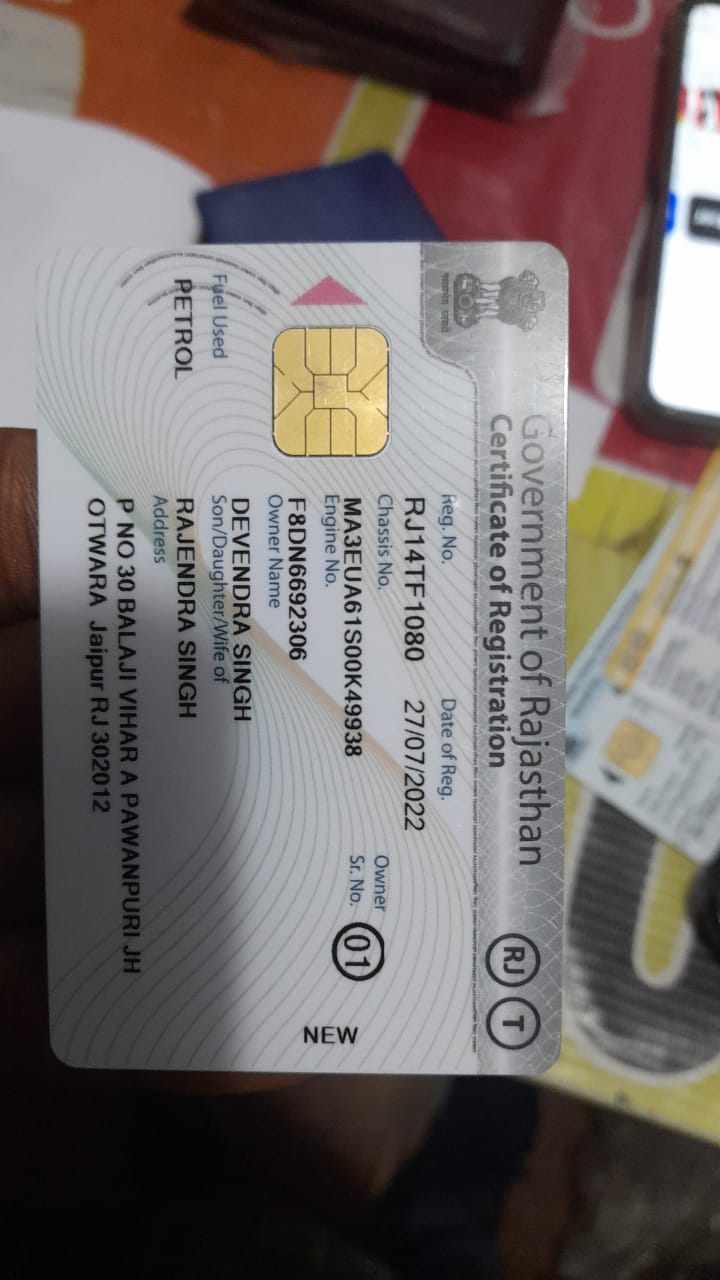 Government of Rajasthan
Certificate of Registration
RJ T
सत्यमेव जयते
Reg. No. Date of Reg.
RJ14TF1080 27/07/2022
Chassis No. Owner
MA3EUA61S00K49938 Sr. No. 01
Engine No.
F8DN6692306 NEW
Owner Name
DEVENDRA SINGH
Fuel Used Son/Daughter/Wife of
PETROL RAJENDRA SINGH
Address
P NO 30 BALAJI VIHAR A PAWANPURI JH
OTWARA Jaipur RJ 302012